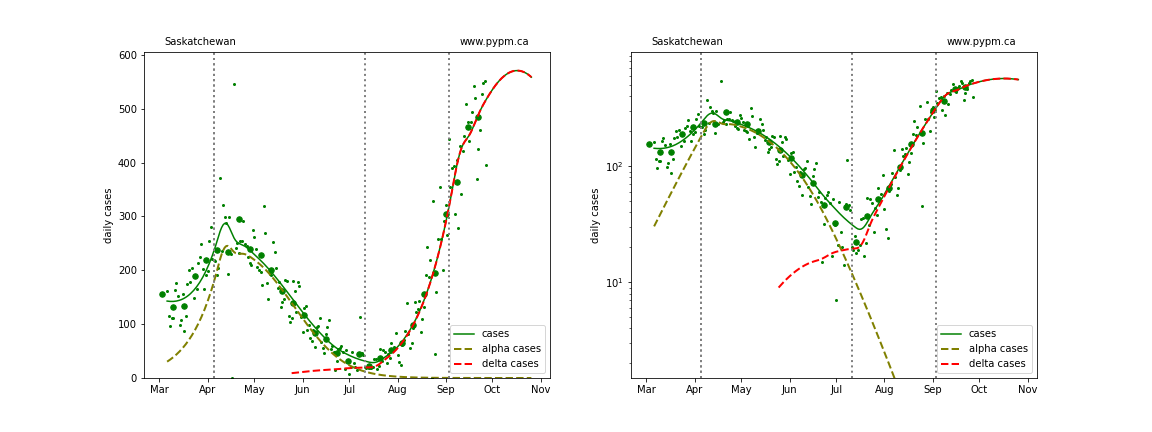 Saskatchewan www.pypm.ca
600
500
400
300
200
100
0
daily cases
Mar Apr May Jun Jul Aug Sep Oct Nov
cases
alpha cases
delta cases
Saskatchewan www.pypm.ca
10²
10¹
daily cases
Mar Apr May Jun Jul Aug Sep Oct Nov
cases
alpha cases
delta cases